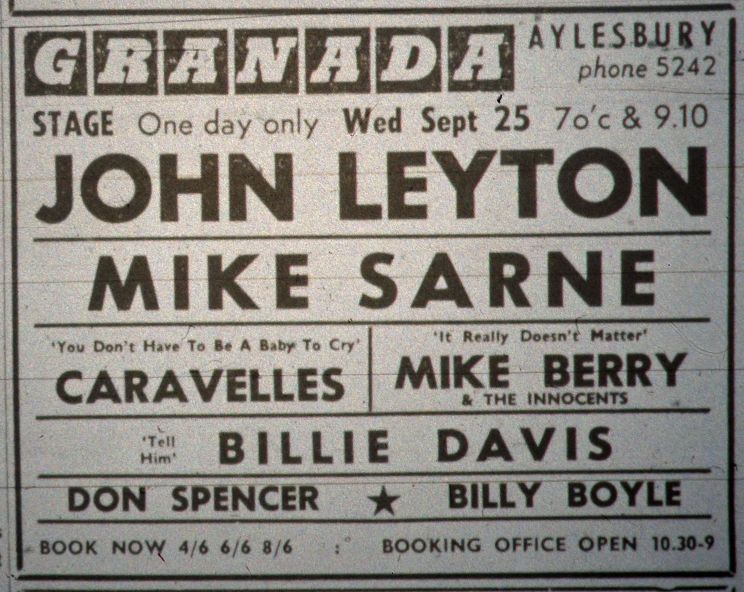 GRANADA AYLESBURY
phone 5242
STAGE One day only Wed Sept 25 7o'c & 9.10
JOHN LEYTON
MIKE SARNE
'You Don't Have To Be A Baby To Cry'
CARAVELLES
'It Really Doesn't Matter'
MIKE BERRY
& THE INNOCENTS
'Tell
Him'
BILLIE DAVIS
DON SPENCER ★ BILLY BOYLE
BOOK NOW 4/6 6/6 8/6 : BOOKING OFFICE OPEN 10.30-9